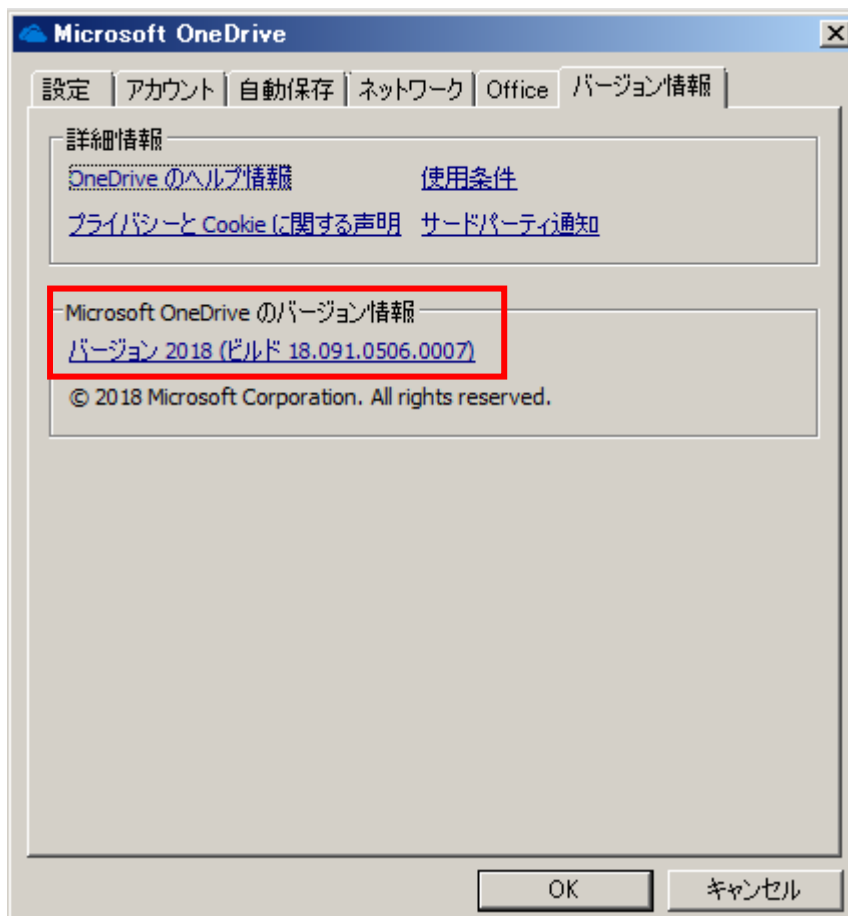 Microsoft OneDrive
設定 アカウント 自動保存 ネットワーク Office バージョン情報
詳細情報
OneDrive のヘルプ情報 使用条件
プライバシーと Cookie に関する声明 サードパーティ通知
Microsoft OneDrive のバージョン情報
バージョン 2018 (ビルド 18.091.0506.0007)
© 2018 Microsoft Corporation. All rights reserved.
OK キャンセル